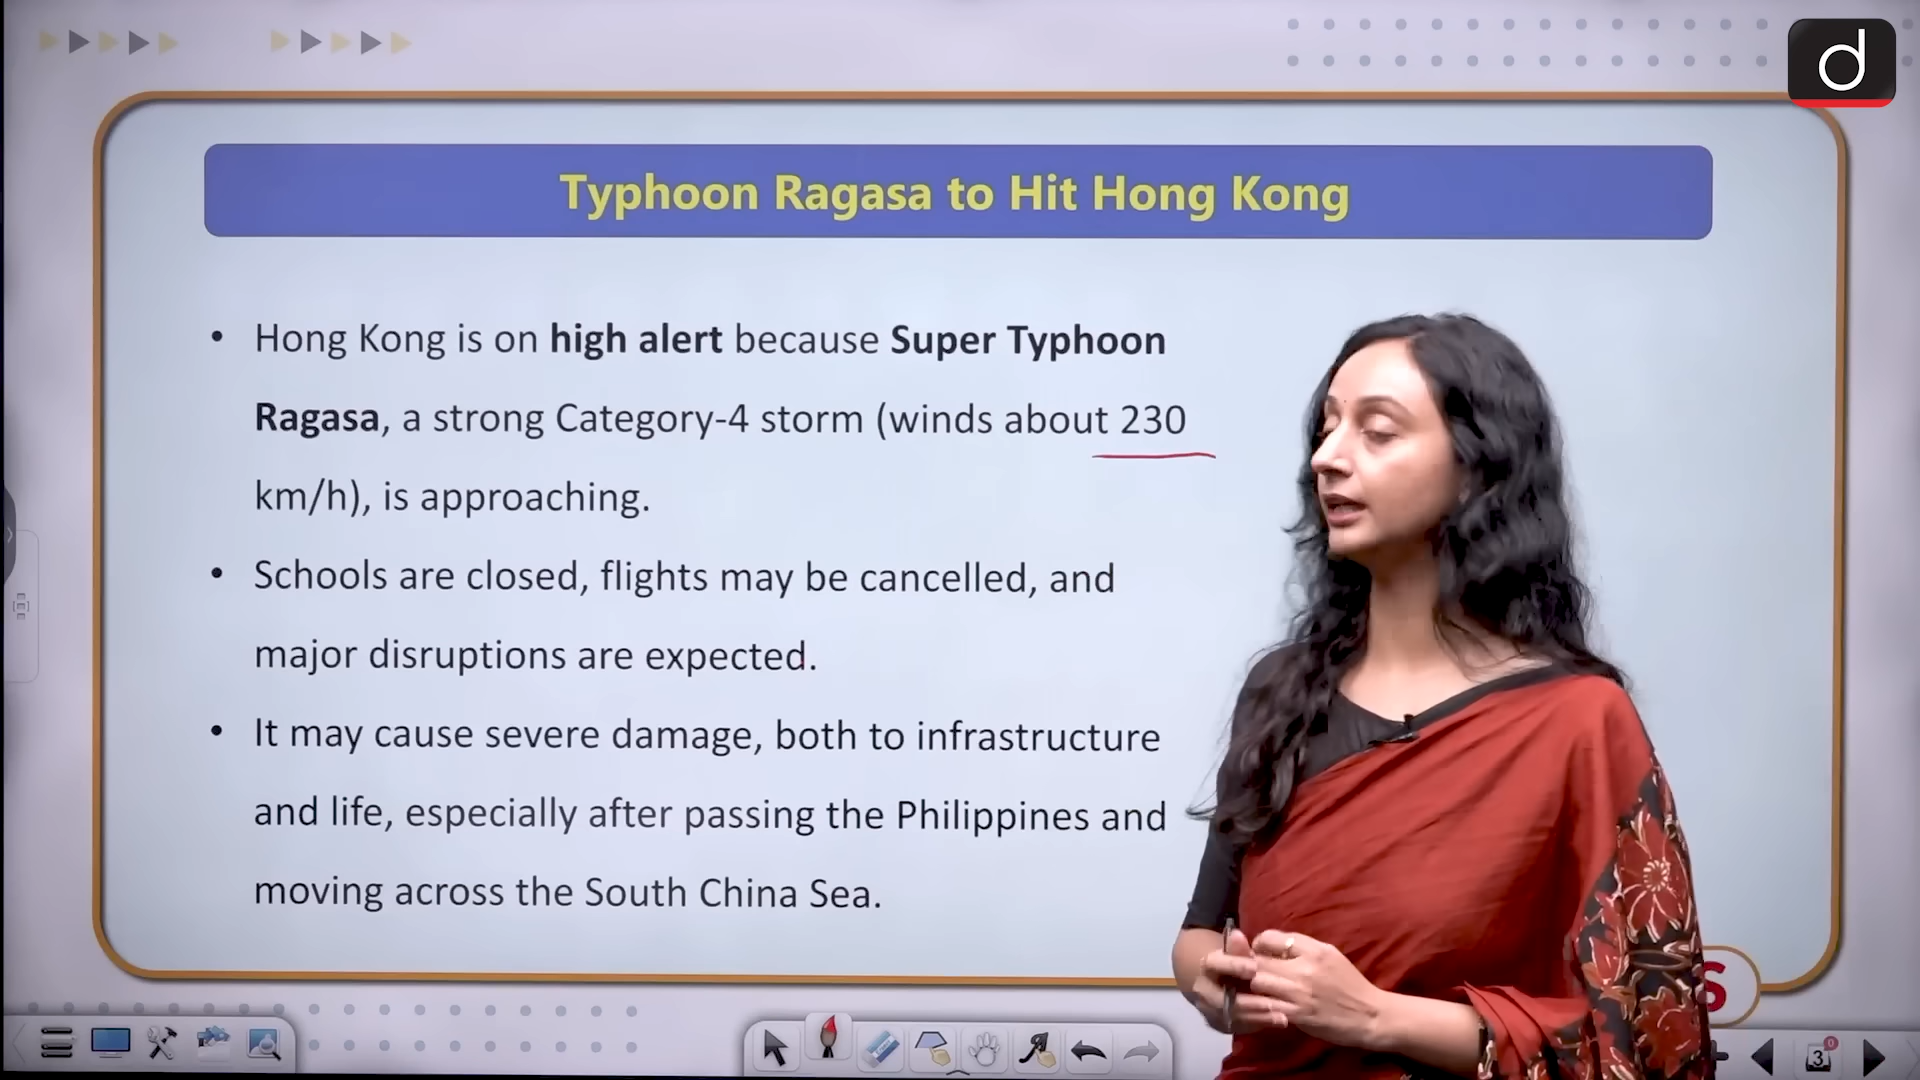 d
Typhoon Ragasa to Hit Hong Kong
• Hong Kong is on high alert because Super Typhoon
Ragasa, a strong Category-4 storm (winds about 230
km/h), is approaching.
• Schools are closed, flights may be cancelled, and
major disruptions are expected.
• It may cause severe damage, both to infrastructure
and life, especially after passing the Philippines and
moving across the South China Sea.
S
3
0